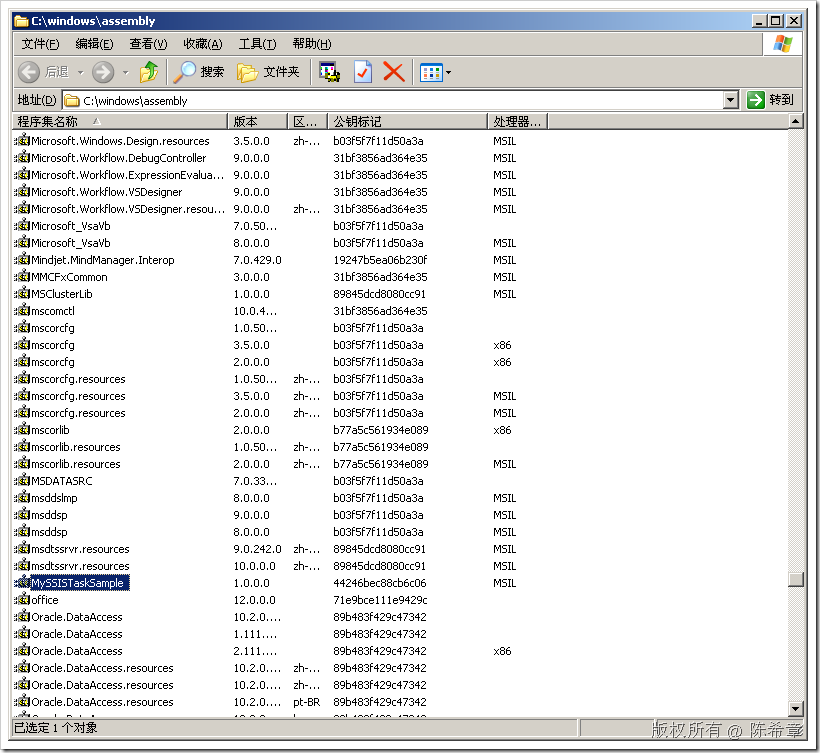 C:\windows\assembly
文件(F) 编辑(E) 查看(V) 收藏(A) 工具(T) 帮助(H)
后退 搜索 文件夹
地址(D) C:\windows\assembly 转到
程序集名称 版本 区... 公钥标记 处理器...
Microsoft.Windows.Design.resources 3.5.0.0 zh-... b03f5f7f11d50a3a MSIL
Microsoft.Workflow.DebugController 9.0.0.0 31bf3856ad364e35 MSIL
Microsoft.Workflow.ExpressionEvalua... 9.0.0.0 31bf3856ad364e35 MSIL
Microsoft.Workflow.VSDesigner 9.0.0.0 31bf3856ad364e35 MSIL
Microsoft.Workflow.VSDesigner.resou... 9.0.0.0 zh-... 31bf3856ad364e35 MSIL
Microsoft_VsaVb 7.0.50... b03f5f7f11d50a3a
Microsoft_VsaVb 8.0.0.0 b03f5f7f11d50a3a MSIL
Mindjet.MindManager.Interop 7.0.429.0 19247b5ea06b230f MSIL
MMCFxCommon 3.0.0.0 31bf3856ad364e35 MSIL
MSClusterLib 1.0.0.0 89845dcd8080cc91 MSIL
mscomctl 10.0.4... 31bf3856ad364e35
mscorcfg 1.0.50... b03f5f7f11d50a3a
mscorcfg 3.5.0.0 b03f5f7f11d50a3a x86
mscorcfg 2.0.0.0 b03f5f7f11d50a3a x86
mscorcfg.resources 1.0.50... zh-... b03f5f7f11d50a3a
mscorcfg.resources 3.5.0.0 zh-... b03f5f7f11d50a3a MSIL
mscorcfg.resources 2.0.0.0 zh-... b03f5f7f11d50a3a MSIL
mscorlib 2.0.0.0 b77a5c561934e089 x86
mscorlib.resources 1.0.50... zh-... b77a5c561934e089
mscorlib.resources 2.0.0.0 zh-... b77a5c561934e089 MSIL
MSDATASRC 7.0.33... b03f5f7f11d50a3a
msddslmp 8.0.0.0 b03f5f7f11d50a3a MSIL
msddsp 9.0.0.0 b03f5f7f11d50a3a MSIL
msddsp 8.0.0.0 b03f5f7f11d50a3a MSIL
msdtssrvr.resources 9.0.242.0 zh-... 89845dcd8080cc91 MSIL
msdtssrvr.resources 10.0.0.0 zh-... 89845dcd8080cc91 MSIL
MySSISTaskSample 1.0.0.0 44246bec88cb6c06 MSIL
office 12.0.0.0 71e9bce111e9429c
Oracle.DataAccess 10.2.0.... 89b483f429c47342
Oracle.DataAccess 1.111.... 89b483f429c47342
Oracle.DataAccess 2.111.... 89b483f429c47342 x86
Oracle.DataAccess.resources 10.2.0.... zh-... 89b483f429c47342
Oracle.DataAccess.resources 10.2.0.... zh-... 89b483f429c47342
Oracle.DataAccess.resources 10.2.0.... pt-BR 89b483f429c47342
已选定 1 个对象
版权所有 @ 陈希章